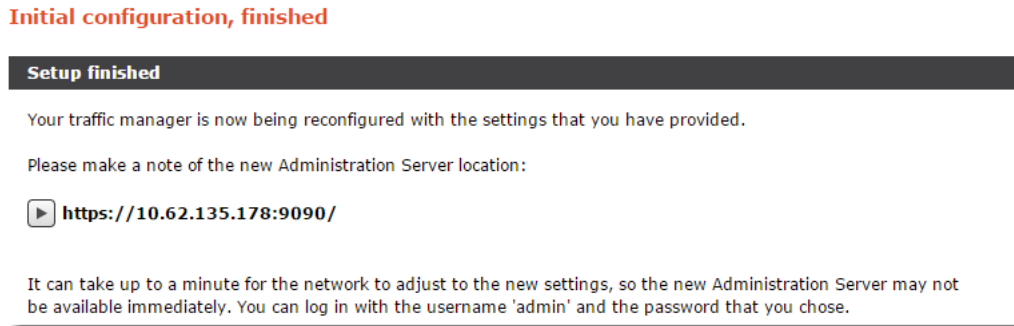 Initial configuration, finished
Setup finished
Your traffic manager is now being reconfigured with the settings that you have provided.
Please make a note of the new Administration Server location:
https://10.62.135.178:9090/
It can take up to a minute for the network to adjust to the new settings, so the new Administration Server may not
be available immediately. You can log in with the username 'admin' and the password that you chose.